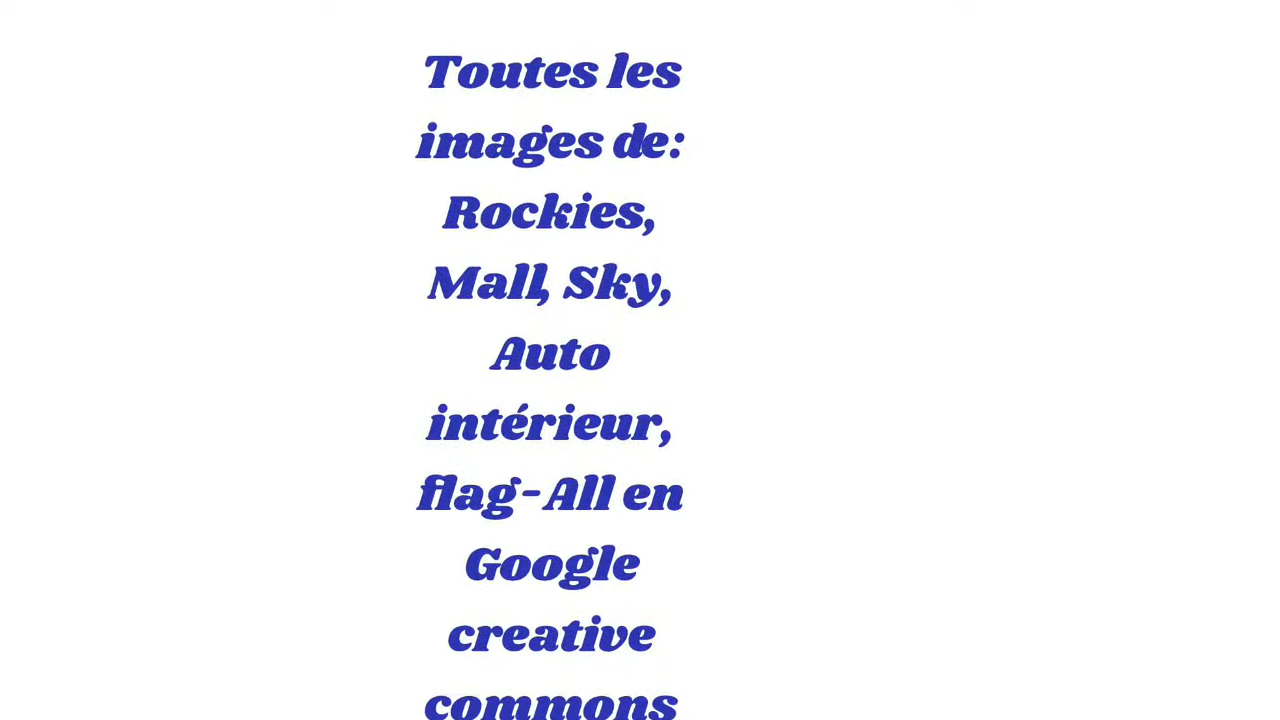 Toutes les
images de:
Rockies,
Mall, Sky,
Auto
intérieur,
flag-All en
Google
creative
commons